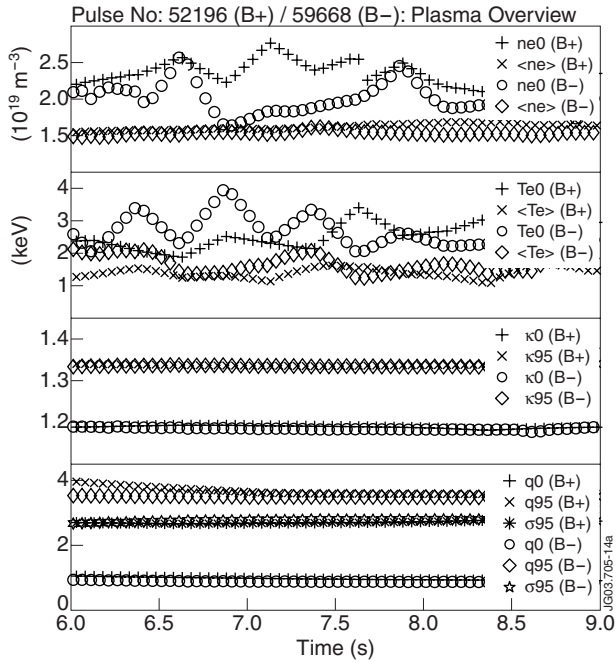 Pulse No: 52196 (B+) / 59668 (B−): Plasma Overview
2.5
2.0
1.5
(10¹⁹ m⁻³)
ne0 (B+)
<ne> (B+)
ne0 (B−)
<ne> (B−)
4
3
2
1
(keV)
Te0 (B+)
<Te> (B+)
Te0 (B−)
<Te> (B−)
1.4
1.3
1.2
κ0 (B+)
κ95 (B+)
κ0 (B−)
κ95 (B−)
4
2
0
q0 (B+)
q95 (B+)
σ95 (B+)
q0 (B−)
q95 (B−)
σ95 (B−)
6.0 6.5 7.0 7.5 8.0 8.5 9.0
Time (s)
JG03.705-14a